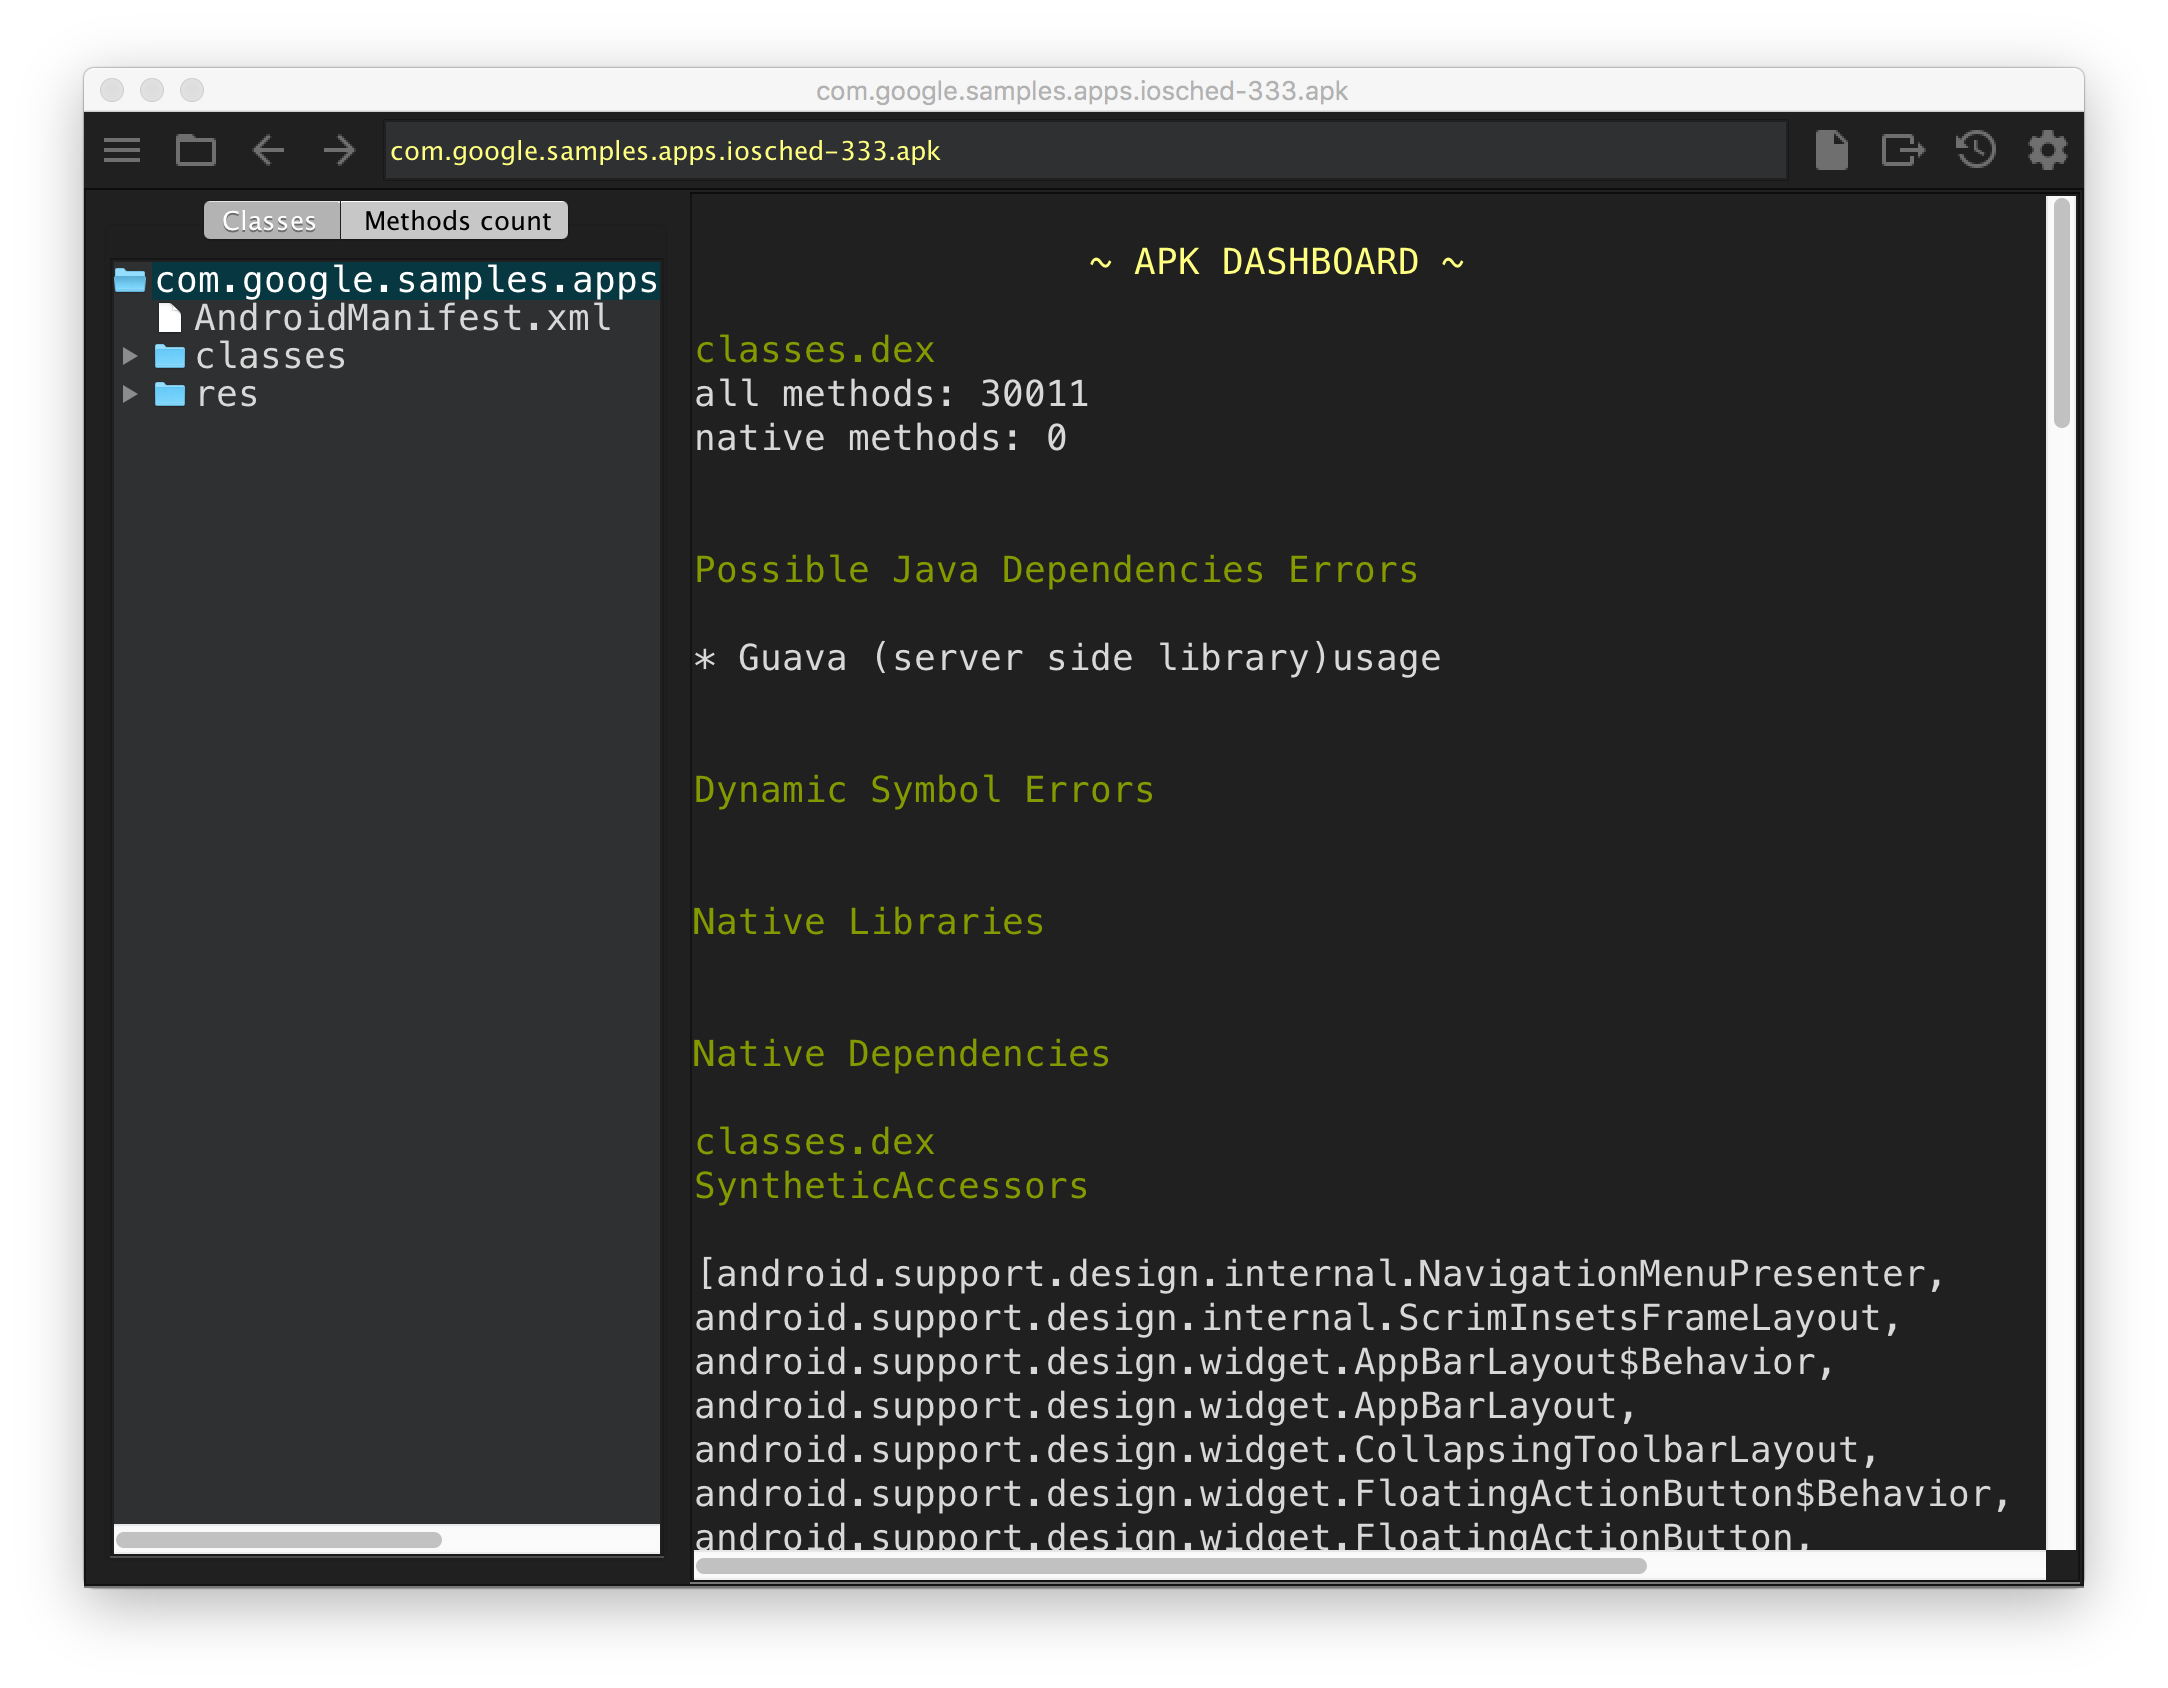 com.google.samples.apps.iosched-333.apk
com.google.samples.apps.iosched-333.apk
Classes
Methods count
com.google.samples.apps
AndroidManifest.xml
classes
res
~ APK DASHBOARD ~
classes.dex
all methods: 30011
native methods: 0
Possible Java Dependencies Errors
* Guava (server side library)usage
Dynamic Symbol Errors
Native Libraries
Native Dependencies
classes.dex
SyntheticAccessors
[android.support.design.internal.NavigationMenuPresenter,
android.support.design.internal.ScrimInsetsFrameLayout,
android.support.design.widget.AppBarLayout$Behavior,
android.support.design.widget.AppBarLayout,
android.support.design.widget.CollapsingToolbarLayout,
android.support.design.widget.FloatingActionButton$Behavior,
android.support.design.widget.FloatingActionButton,